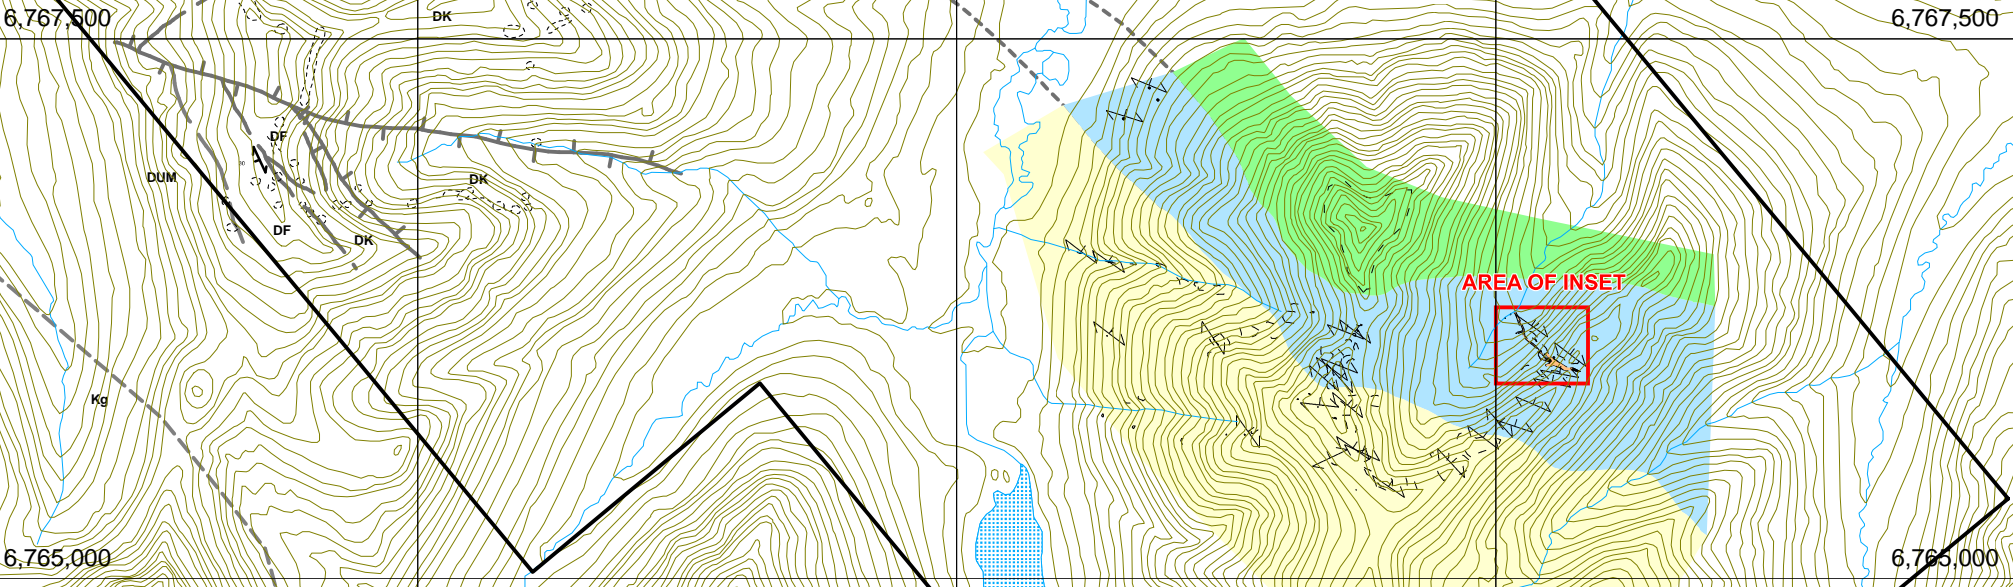 6,767,500
DK
6,767,500
DF
DUM
DK
DF
DK
AREA OF INSET
Kg
6,765,000
6,765,000